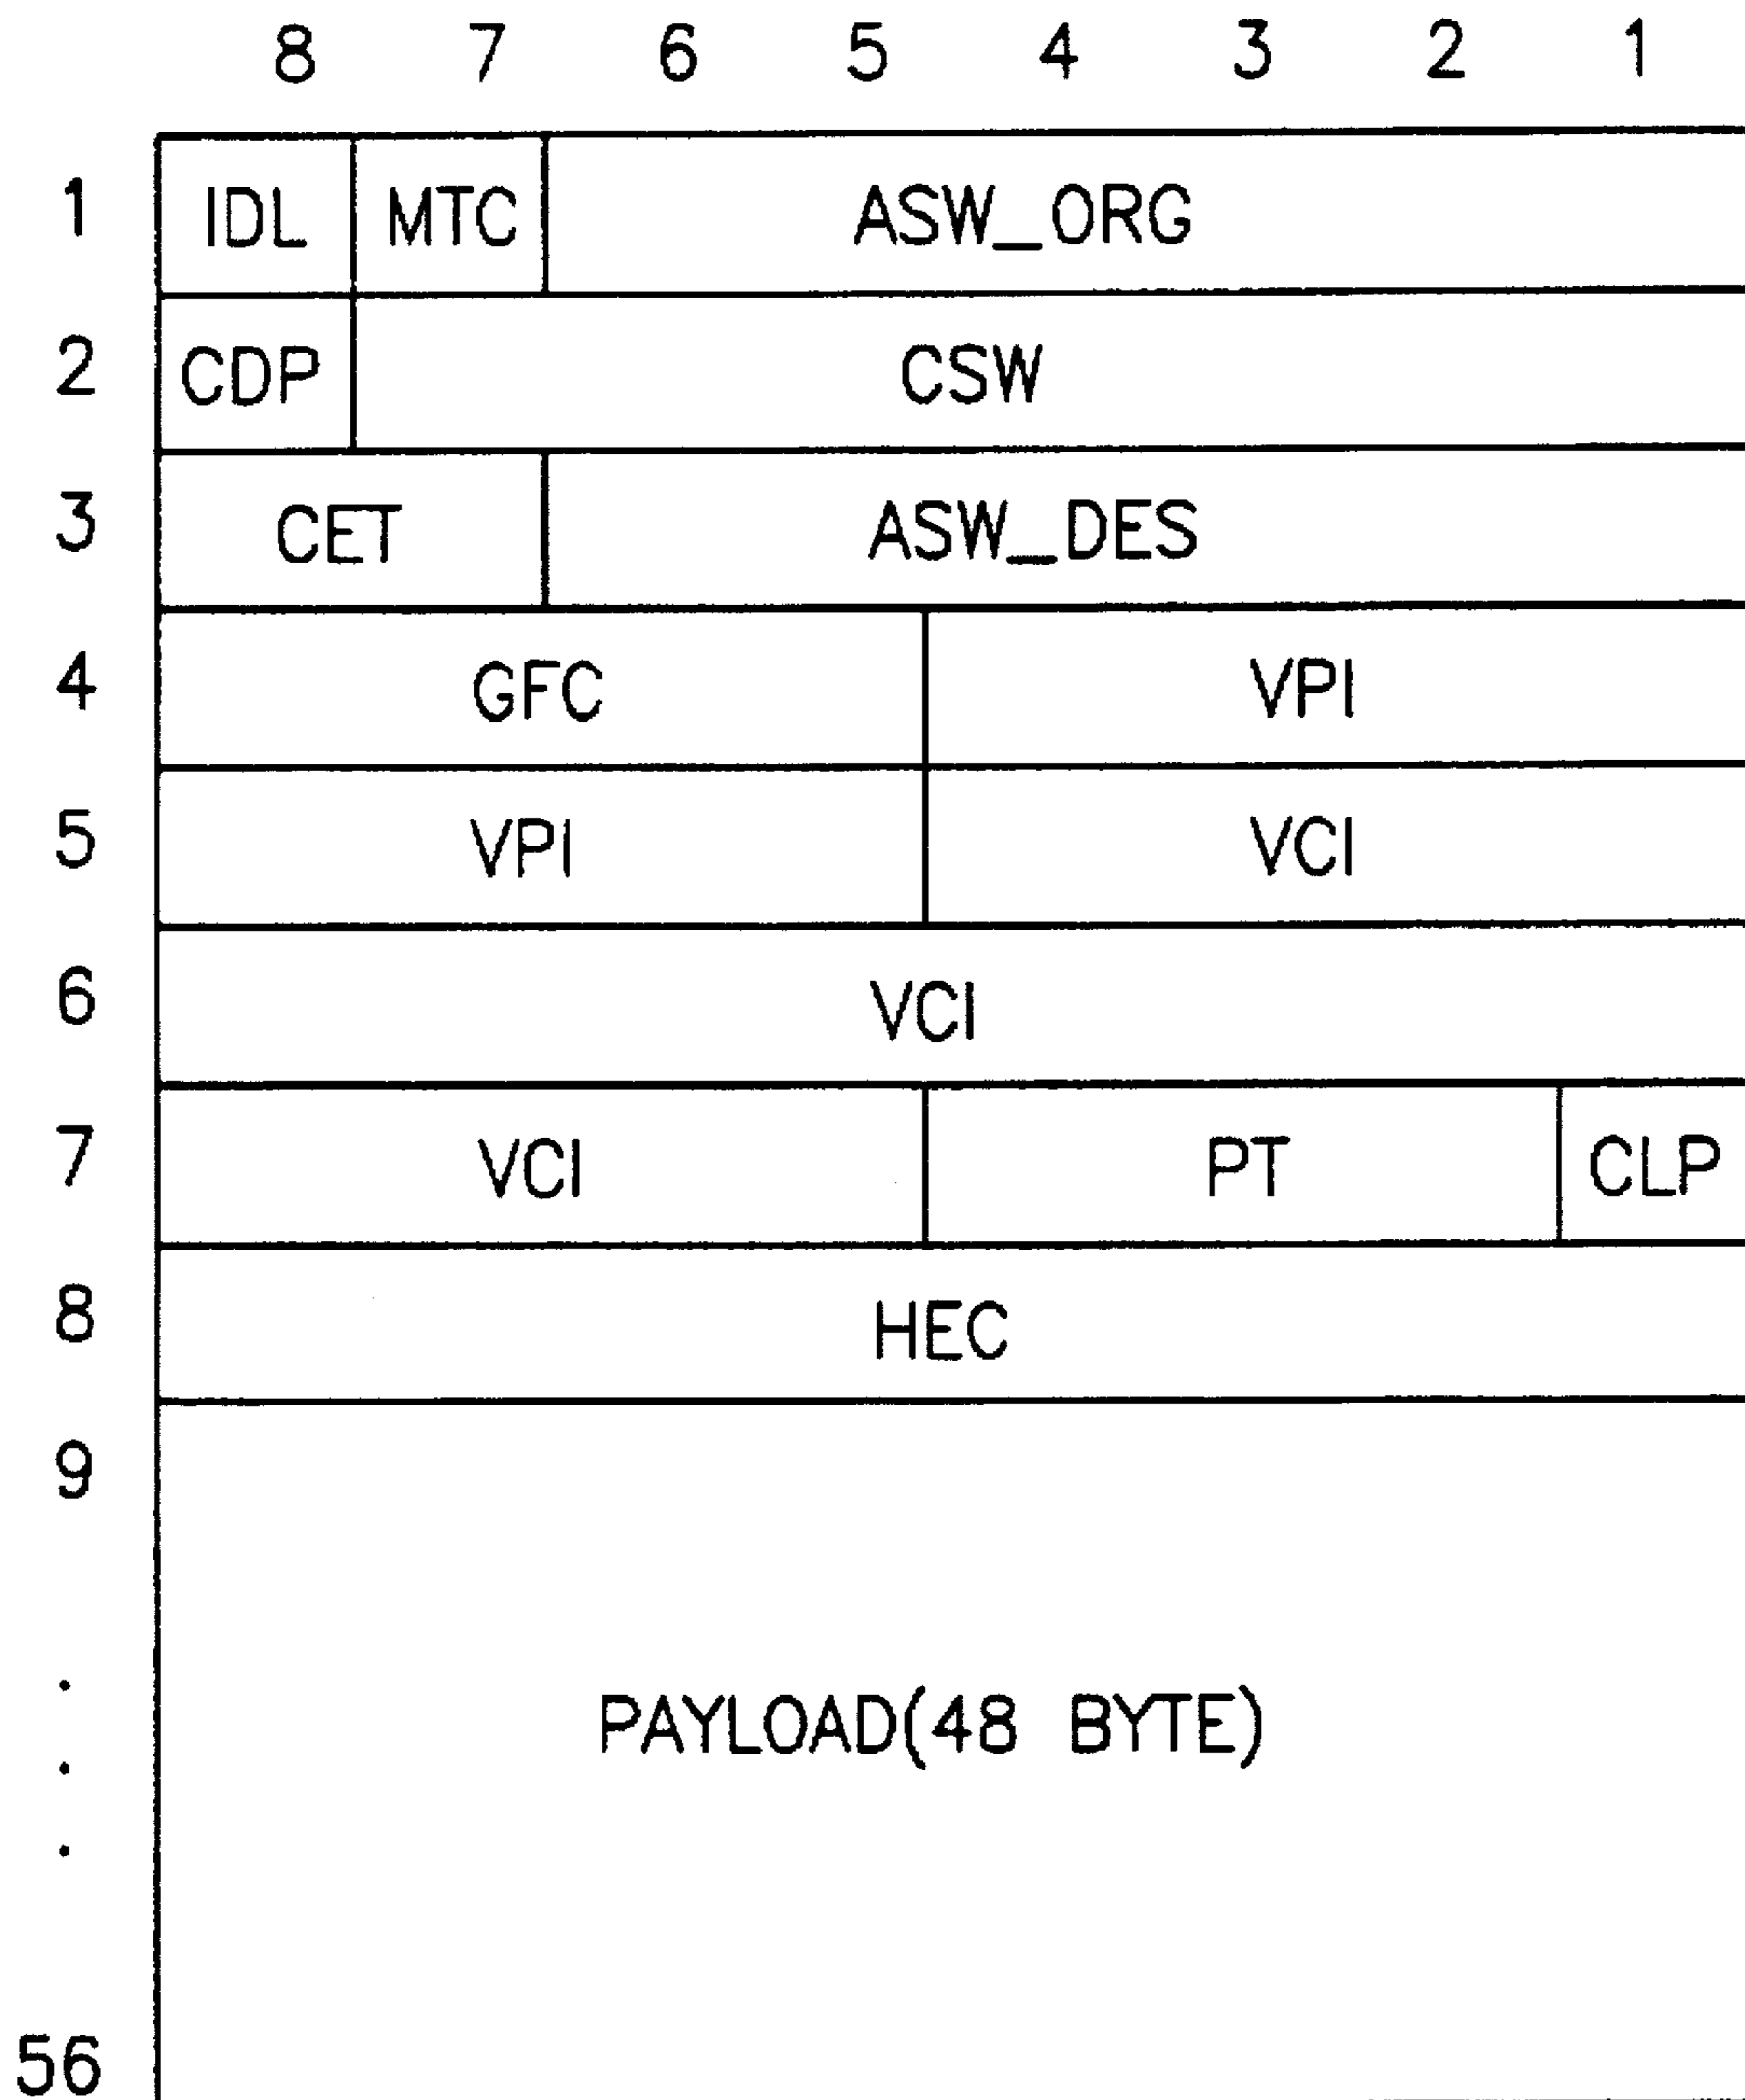 8 7 6 5 4 3 2 1
1 IDL MTC ASW_ORG
2 CDP CSW
3 CET ASW_DES
4 GFC VPI
5 VPI VCI
6 VCI
7 VCI PT CLP
8 HEC
9
PAYLOAD(48 BYTE)
56